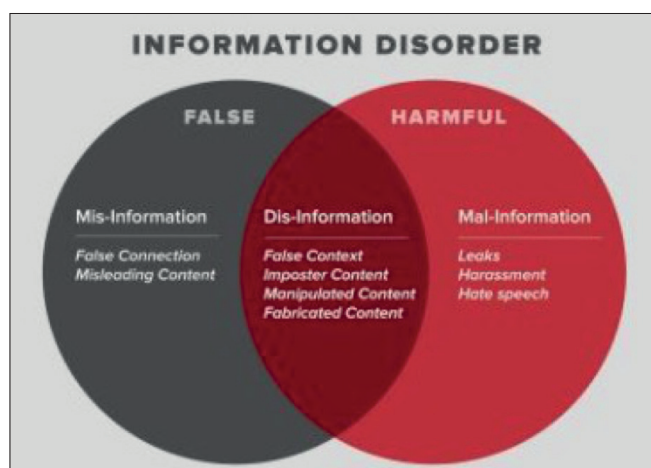 INFORMATION DISORDER
FALSE
HARMFUL
Mis-Information
False Connection
Misleading Content
Dis-Information
False Context
Imposter Content
Manipulated Content
Fabricated Content
Mal-Information
Leaks
Harassment
Hate speech